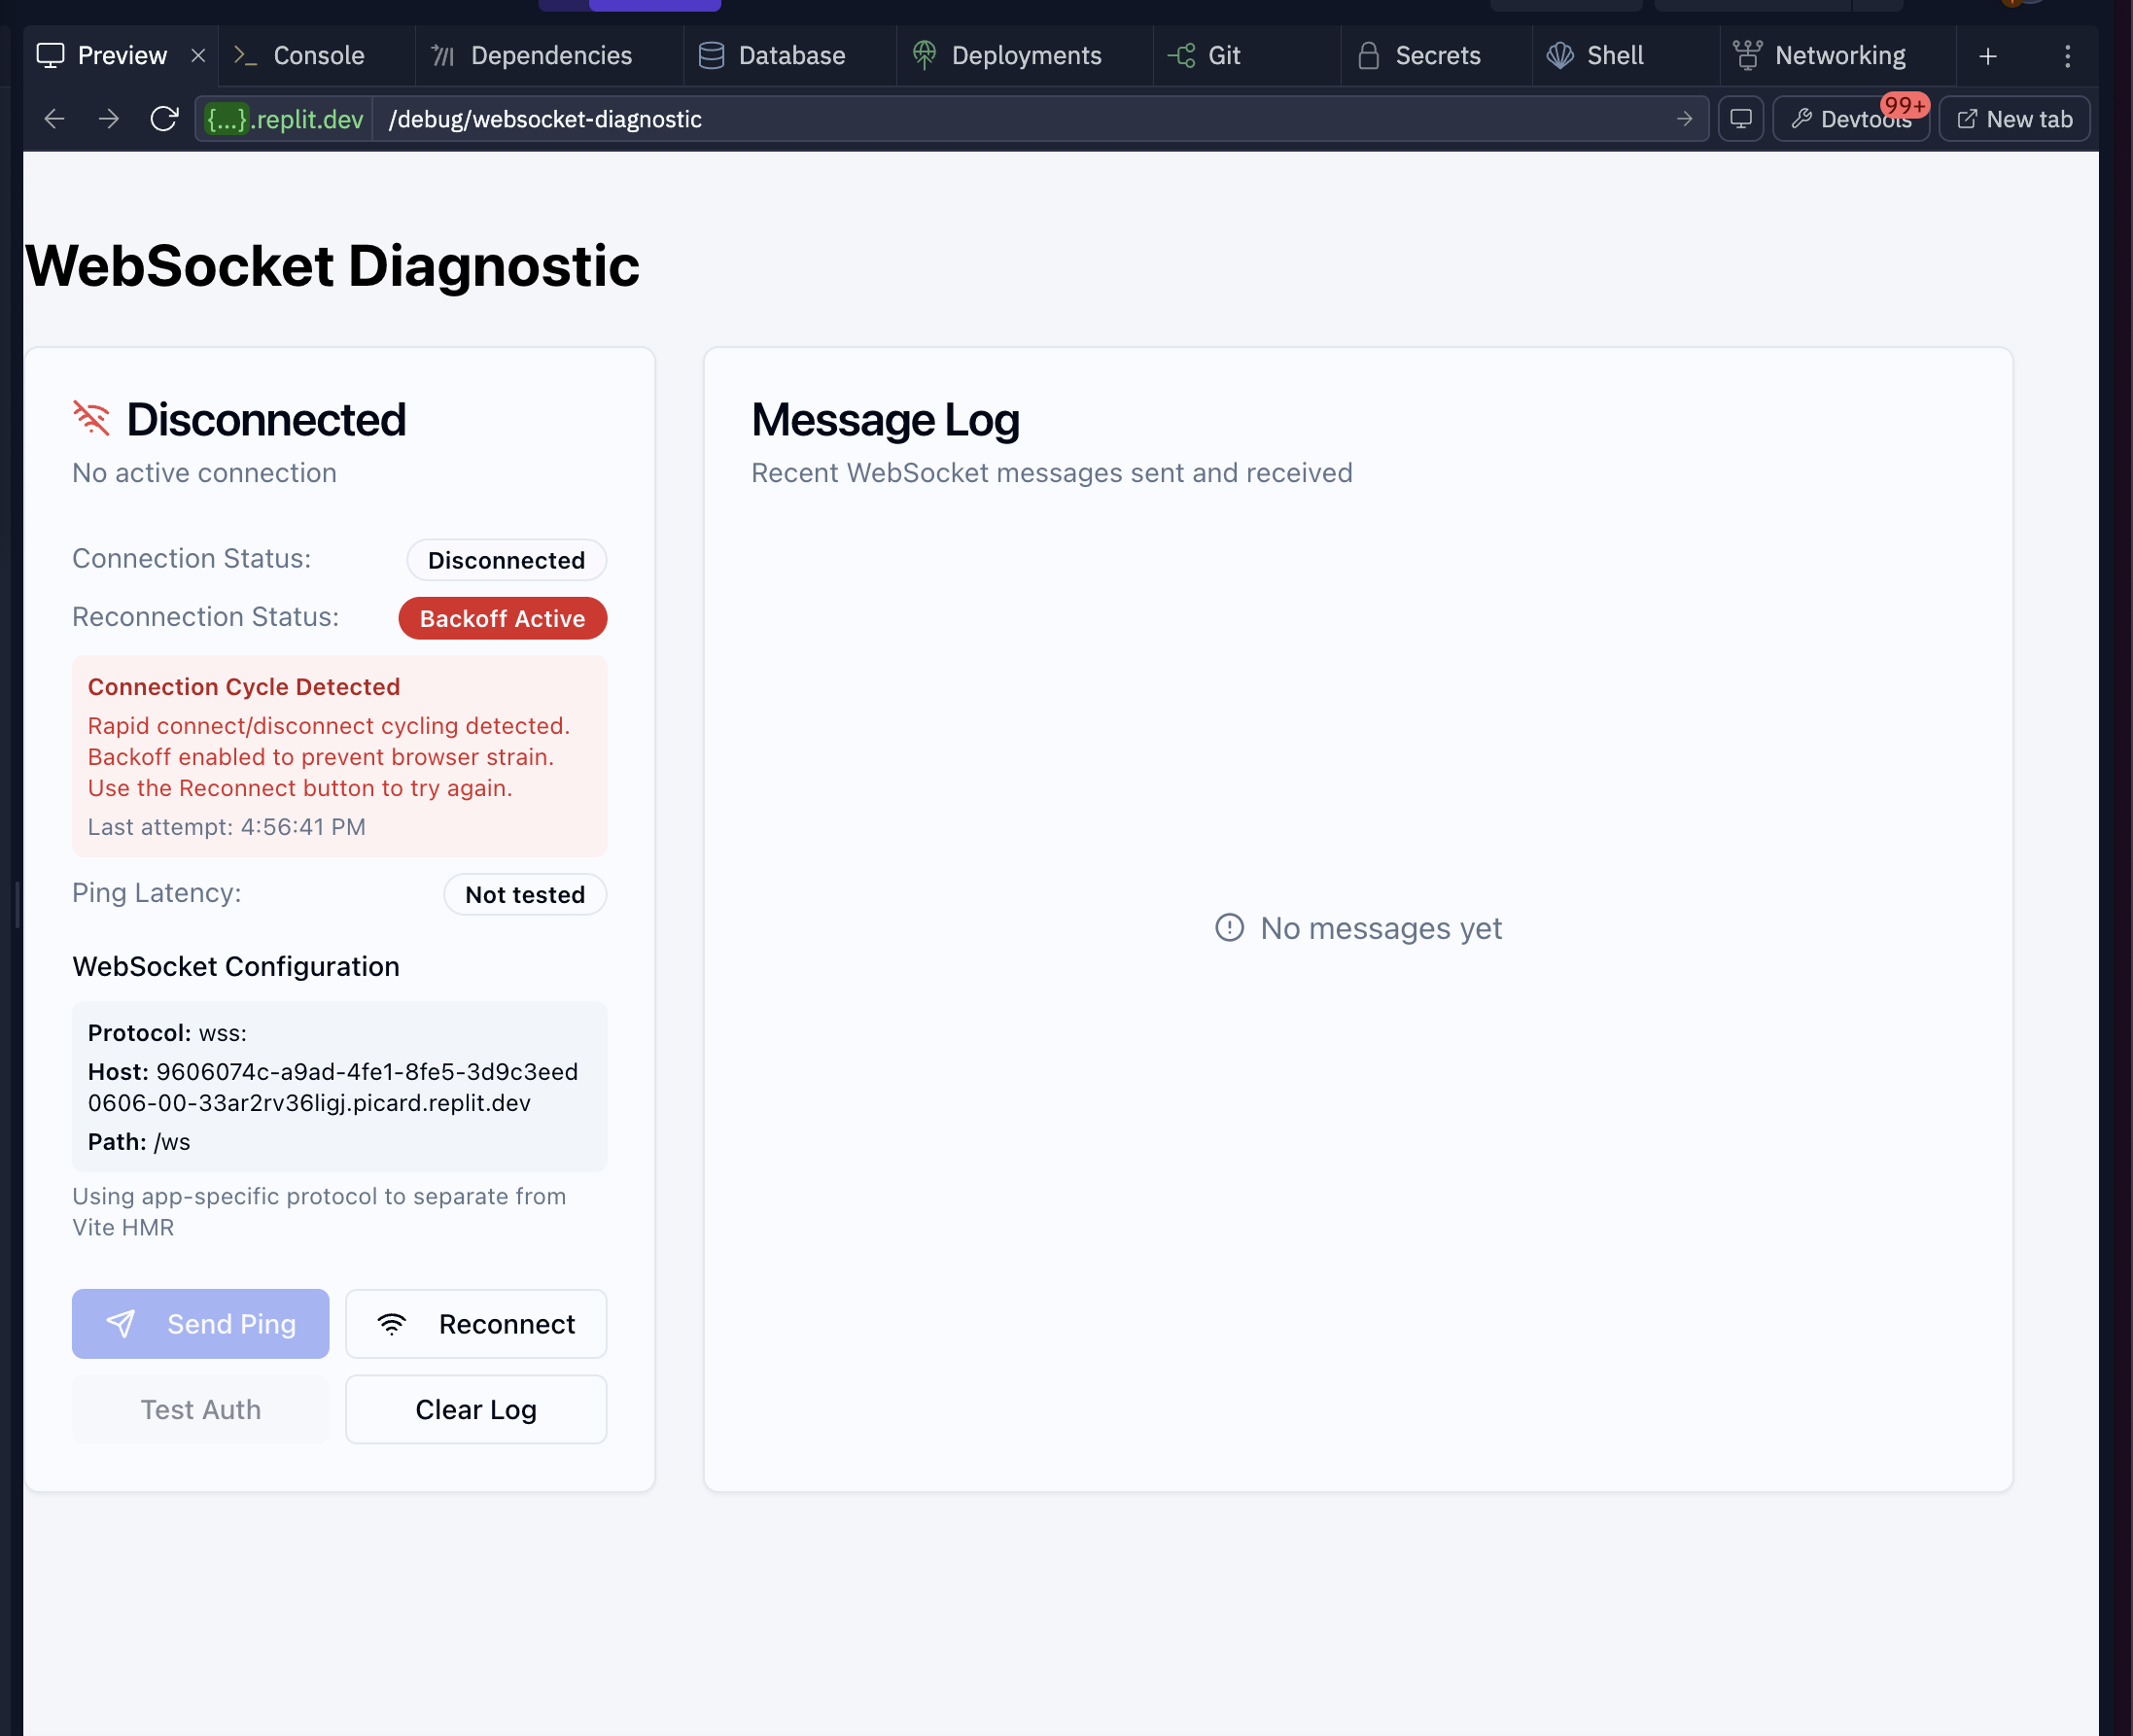 Preview
Console
Dependencies
Database
Deployments
Git
Secrets
Shell
Networking
{...}.replit.dev
/debug/websocket-diagnostic
Devtools
99+
New tab
WebSocket Diagnostic
Disconnected
No active connection
Connection Status:
Disconnected
Reconnection Status:
Backoff Active
Connection Cycle Detected
Rapid connect/disconnect cycling detected.
Backoff enabled to prevent browser strain.
Use the Reconnect button to try again.
Last attempt: 4:56:41 PM
Ping Latency:
Not tested
WebSocket Configuration
Protocol: wss:
Host: 9606074c-a9ad-4fe1-8fe5-3d9c3eed
0606-00-33ar2rv36ligj.picard.replit.dev
Path: /ws
Using app-specific protocol to separate from
Vite HMR
Send Ping
Reconnect
Test Auth
Clear Log
Message Log
Recent WebSocket messages sent and received
No messages yet